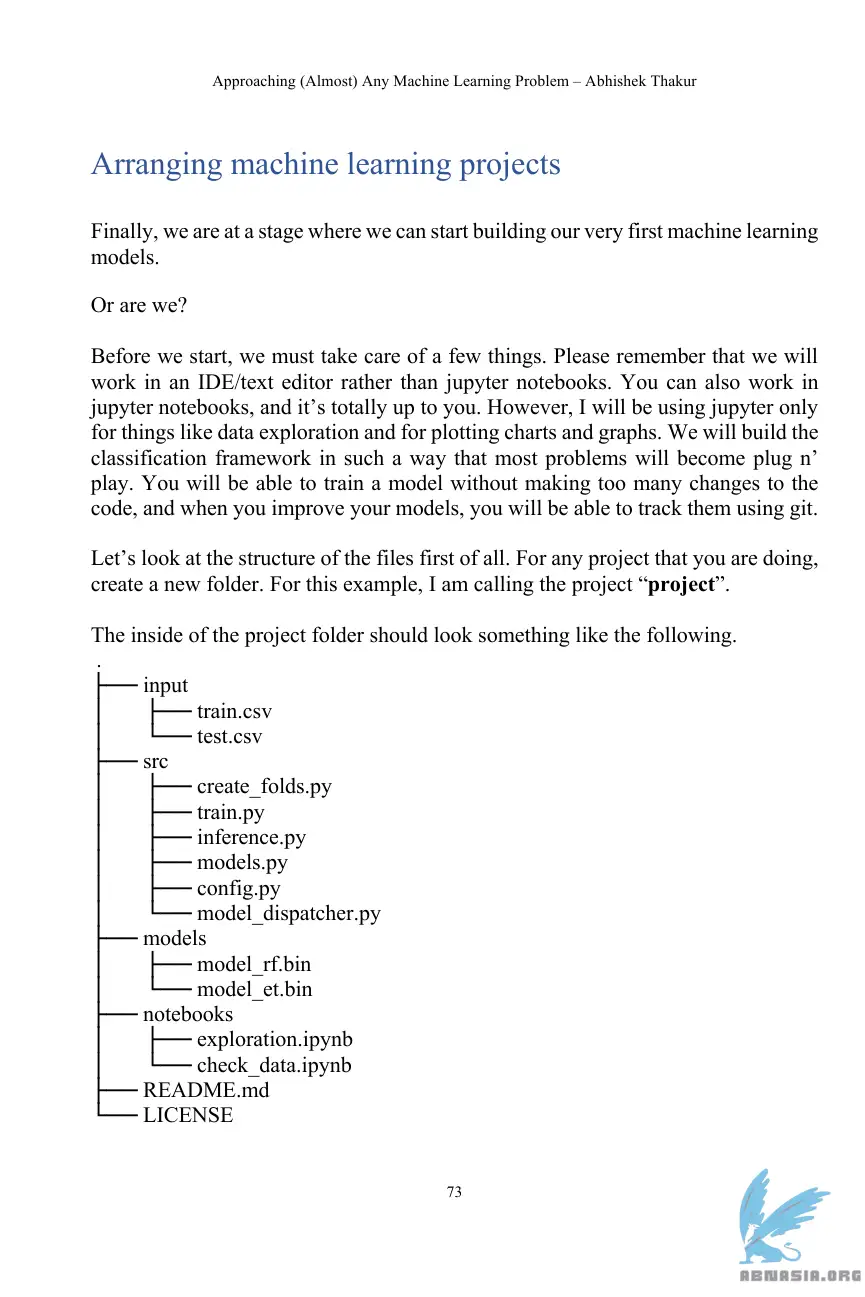 Approaching (Almost) Any Machine Learning Problem – Abhishek Thakur
Arranging machine learning projects
Finally, we are at a stage where we can start building our very first machine learning
models.
Or are we?
Before we start, we must take care of a few things. Please remember that we will
work in an IDE/text editor rather than jupyter notebooks. You can also work in
jupyter notebooks, and it’s totally up to you. However, I will be using jupyter only
for things like data exploration and for plotting charts and graphs. We will build the
classification framework in such a way that most problems will become plug n’
play. You will be able to train a model without making too many changes to the
code, and when you improve your models, you will be able to track them using git.
Let’s look at the structure of the files first of all. For any project that you are doing,
create a new folder. For this example, I am calling the project “project”.
The inside of the project folder should look something like the following.
.
├── input
│   ├── train.csv
│   └── test.csv
├── src
│   ├── create_folds.py
│   ├── train.py
│   ├── inference.py
│   ├── models.py
│   ├── config.py
│   └── model_dispatcher.py
├── models
│   ├── model_rf.bin
│   └── model_et.bin
├── notebooks
│   ├── exploration.ipynb
│   └── check_data.ipynb
├── README.md
└── LICENSE
73
ABNASIA.ORG